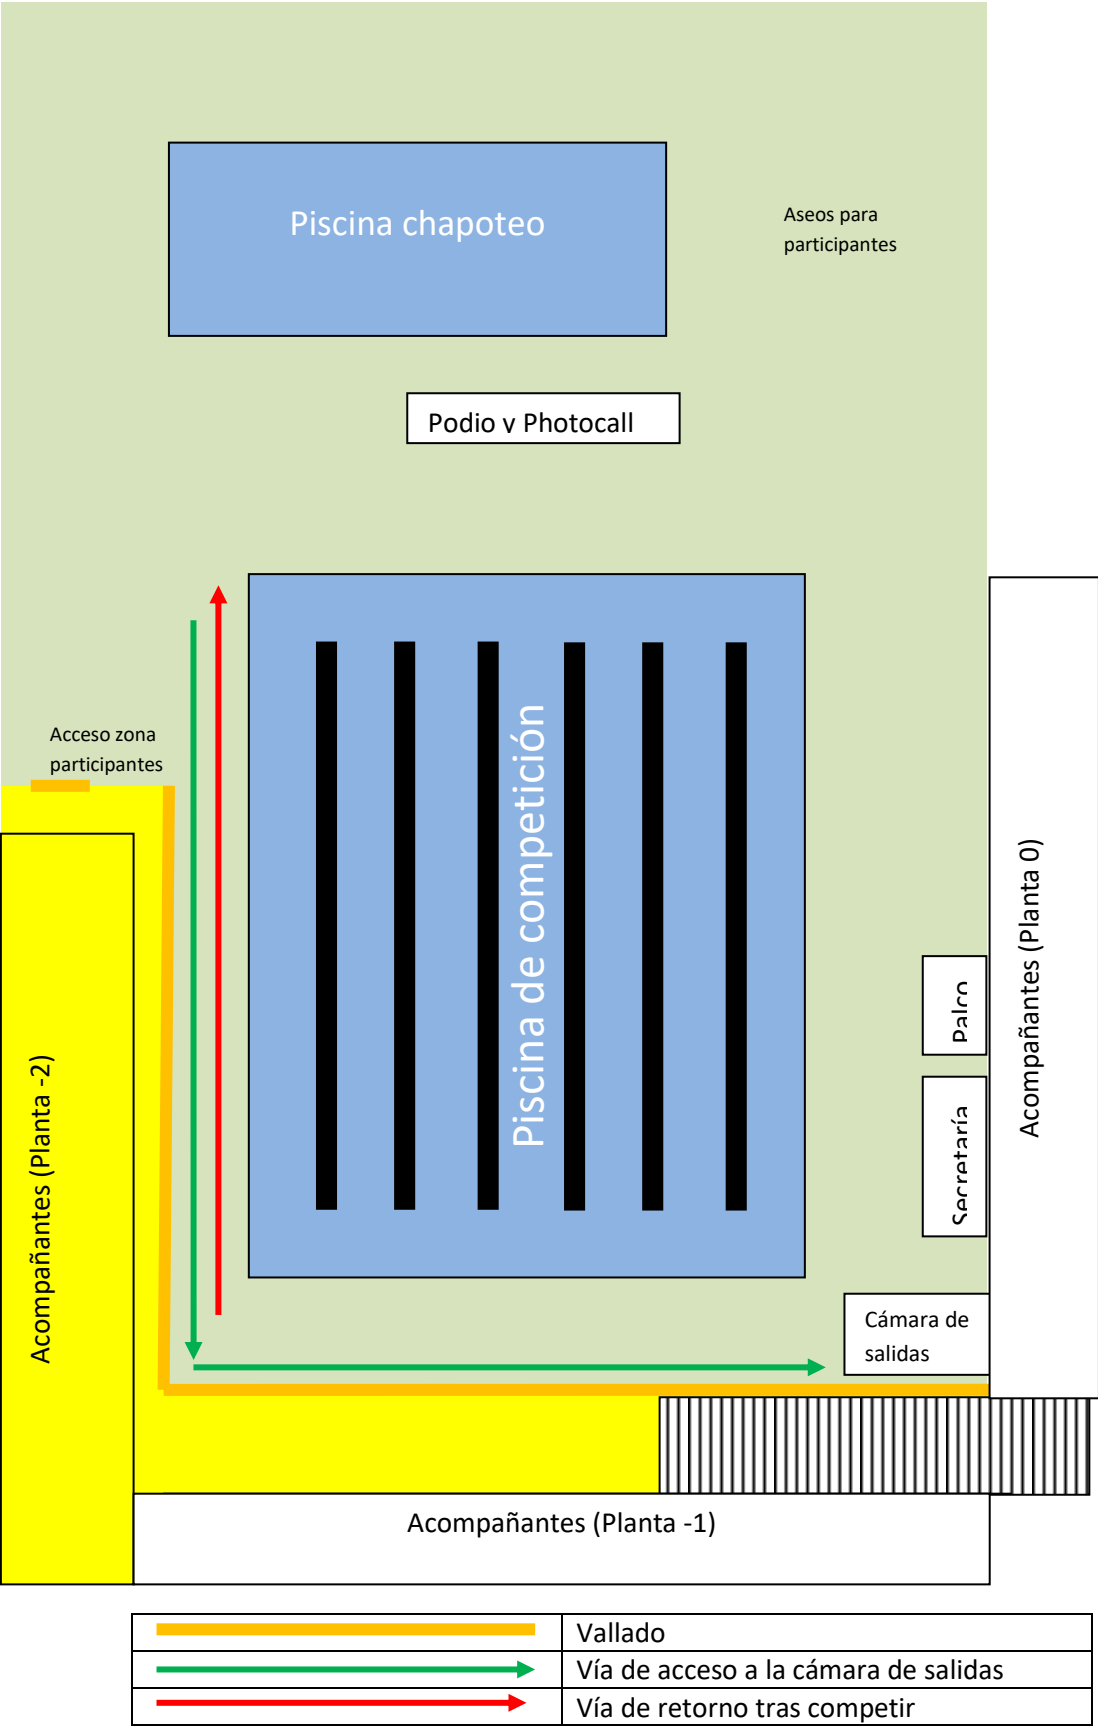 Piscina chapoteo
Aseos para
participantes
Podio y Photocall
Acceso zona
participantes
Piscina de competición
Acompañantes (Planta 0)
Palco
Secretaría
Acompañantes (Planta -2)
Cámara de
salidas
Acompañantes (Planta -1)
Vallado
Vía de acceso a la cámara de salidas
Vía de retorno tras competir